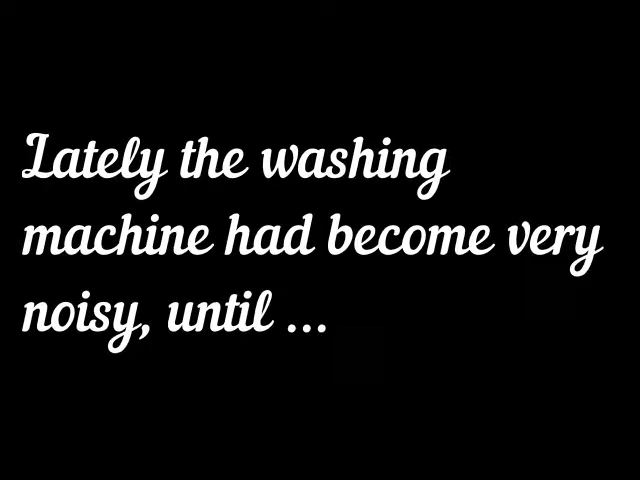 Lately the washing
machine had become very
noisy, until ...